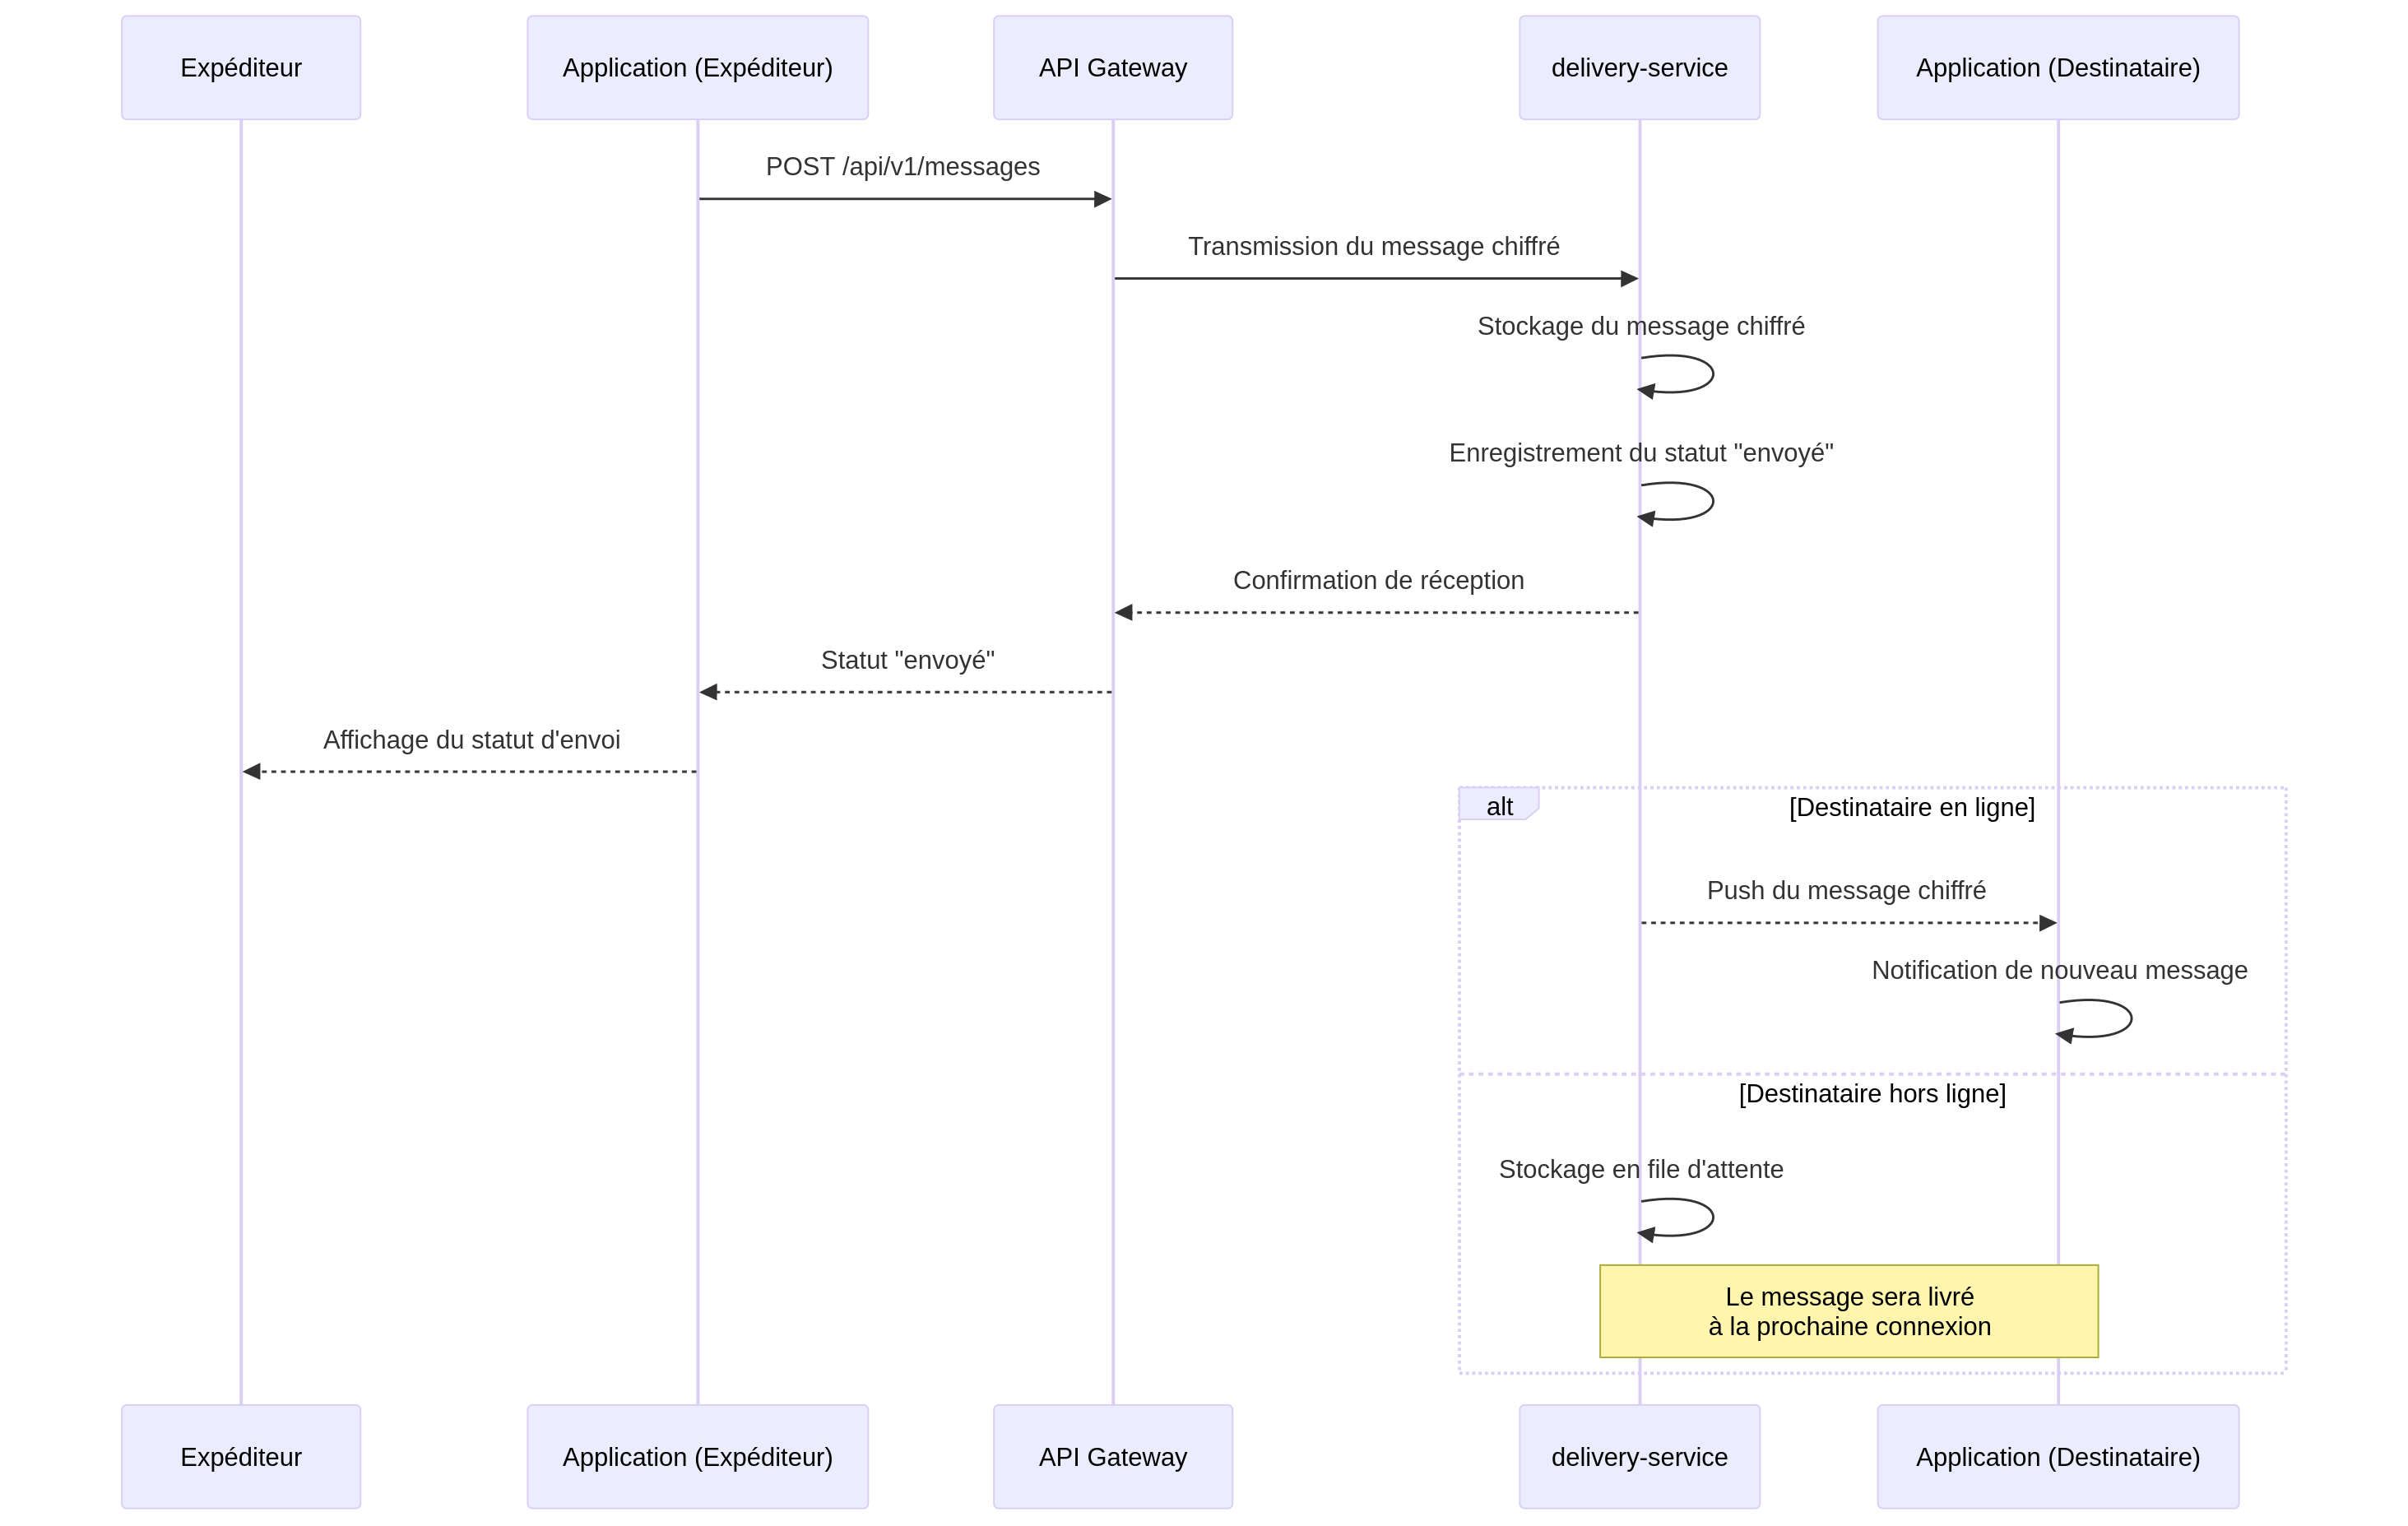 Expéditeur
Application (Expéditeur)
API Gateway
delivery-service
Application (Destinataire)
POST /api/v1/messages
Transmission du message chiffré
Stockage du message chiffré
Enregistrement du statut "envoyé"
Confirmation de réception
Statut "envoyé"
Affichage du statut d'envoi
alt
[Destinataire en ligne]
Push du message chiffré
Notification de nouveau message
[Destinataire hors ligne]
Stockage en file d'attente
Le message sera livré
à la prochaine connexion
Expéditeur
Application (Expéditeur)
API Gateway
delivery-service
Application (Destinataire)